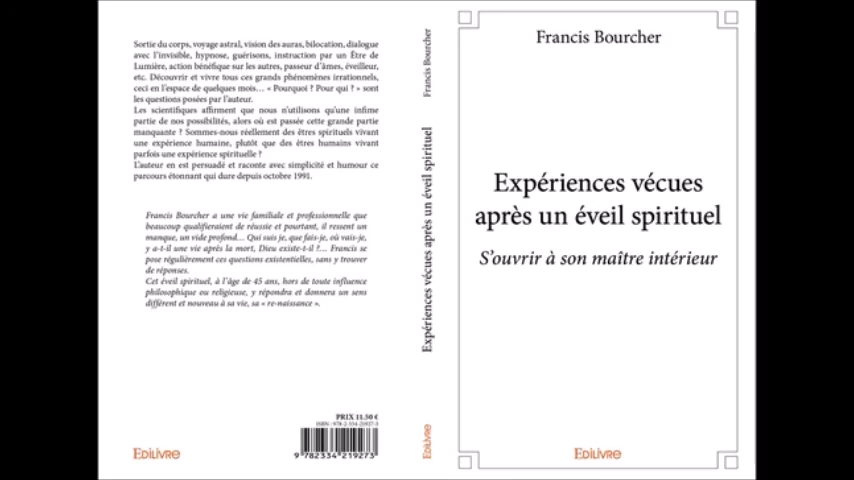 Sortie du corps, voyage astral, vision des auras, bilocation, dialogue
avec l'invisible, hypnose, guérisons, instruction par un Être de
Lumière, action bénéfique sur les autres, passeur d'âmes, éveilleur,
etc. Découvrir et vivre tous ces grands phénomènes irrationnels,
ceci en l'espace de quelques mois… « Pourquoi ? Pour qui ? » sont
les questions posées par l'auteur.
Les scientifiques affirment que nous n'utilisons qu'une infime
partie de nos possibilités, alors où est passée cette grande partie
manquante ? Sommes-nous réellement des êtres spirituels vivant
une expérience humaine, plutôt que des êtres humains vivant
parfois une expérience spirituelle ?
L'auteur en est persuadé et raconte avec simplicité et humour ce
parcours étonnant qui dure depuis octobre 1991.
Francis Bourcher a une vie familiale et professionnelle que
beaucoup qualifieraient de réussie et pourtant, il ressent un
manque, un vide profond… Qui suis je, que fais-je, où vais-je,
y a-t-il une vie après la mort, Dieu existe-t-il ?… Francis se
pose régulièrement ces questions existentielles, sans y trouver
de réponses.
Cet éveil spirituel, à l'âge de 45 ans, hors de toute influence
philosophique ou religieuse, y répondra et donnera un sens
différent et nouveau à sa vie, sa « re-naissance ».
PRIX 11.50 €
ISBN : 978-2-334-21927-3
9 782334 219273
EDILIVRE
Francis Bourcher
Expériences vécues après un éveil spirituel
EDILIVRE
Francis Bourcher
Expériences vécues
après un éveil spirituel
S'ouvrir à son maître intérieur
EDILIVRE